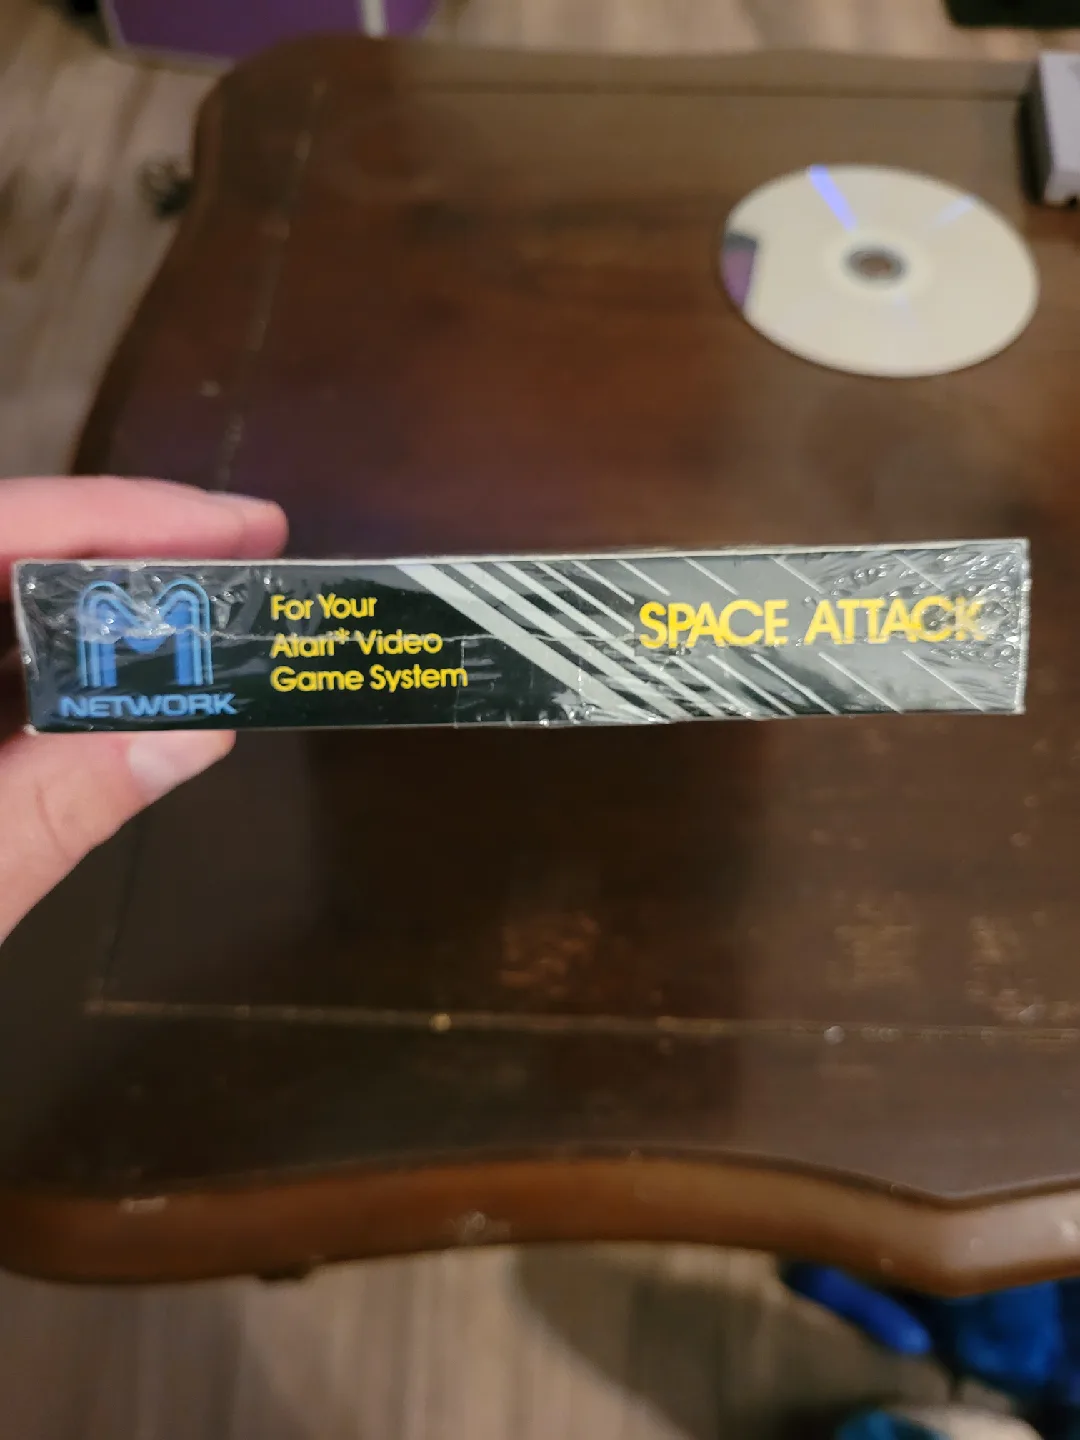 M
NETWORK
For Your
Atari* Video
Game System
SPACE ATTACK